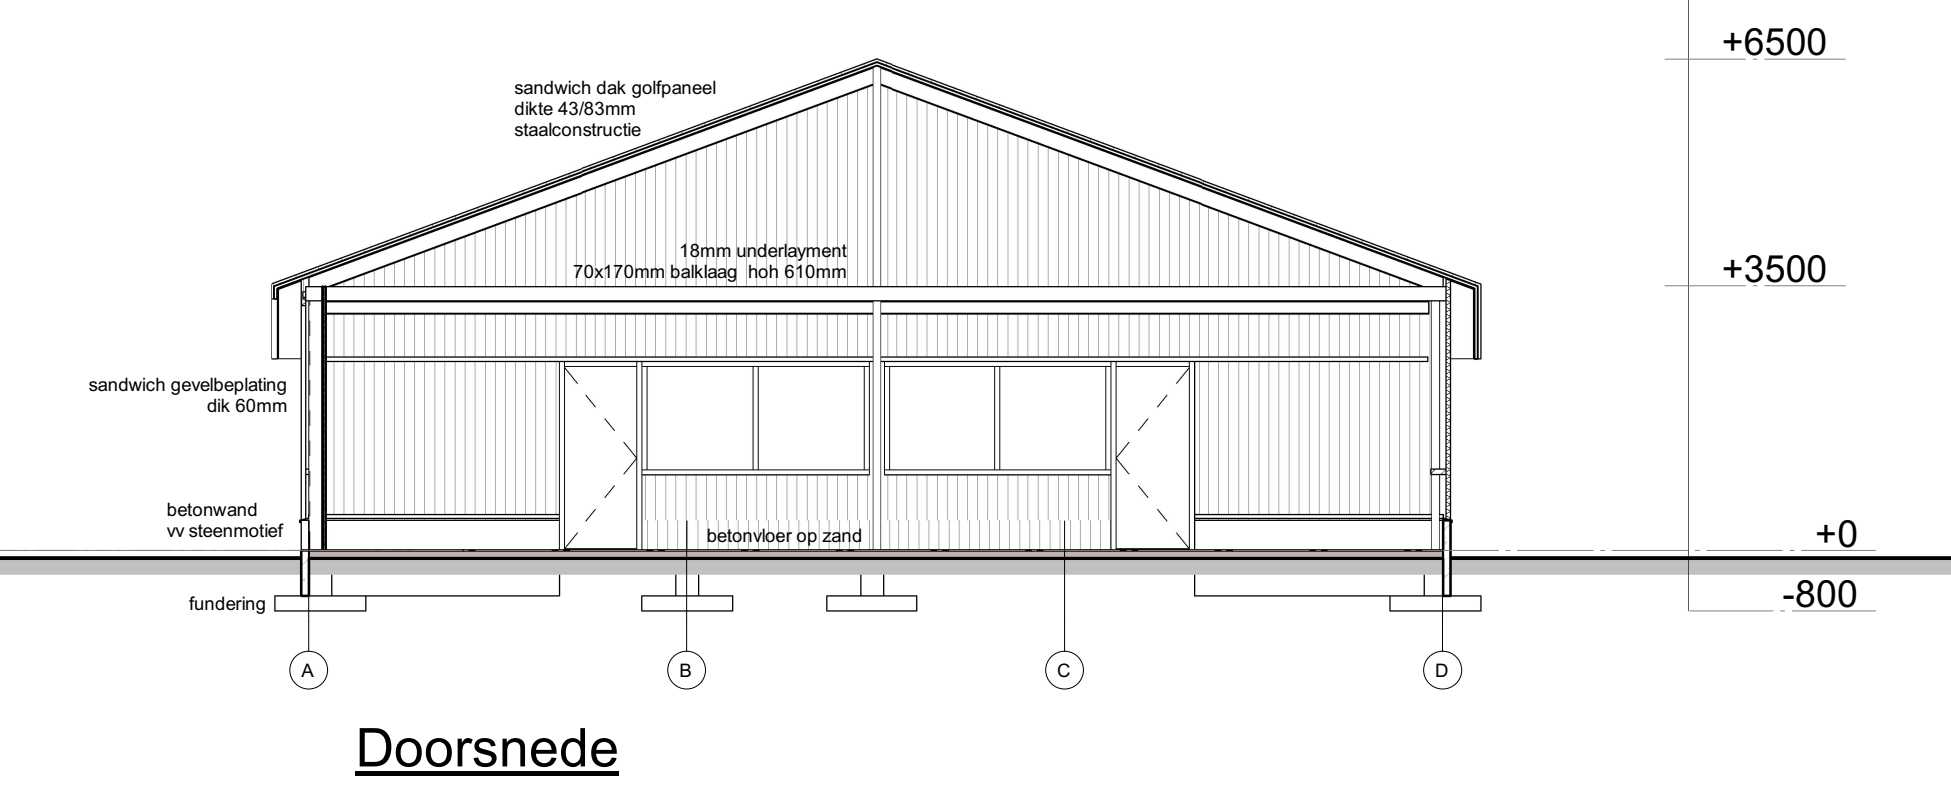 +6500
sandwich dak golfpaneel
dikte 43/83mm
staalconstructie
18mm underlayment
70x170mm balklaag hoh 610mm
+3500
sandwich gevelbeplating
dik 60mm
betonwand
vv steenmotief
betonvloer op zand
+0
fundering
-800
A
B
C
D
Doorsnede